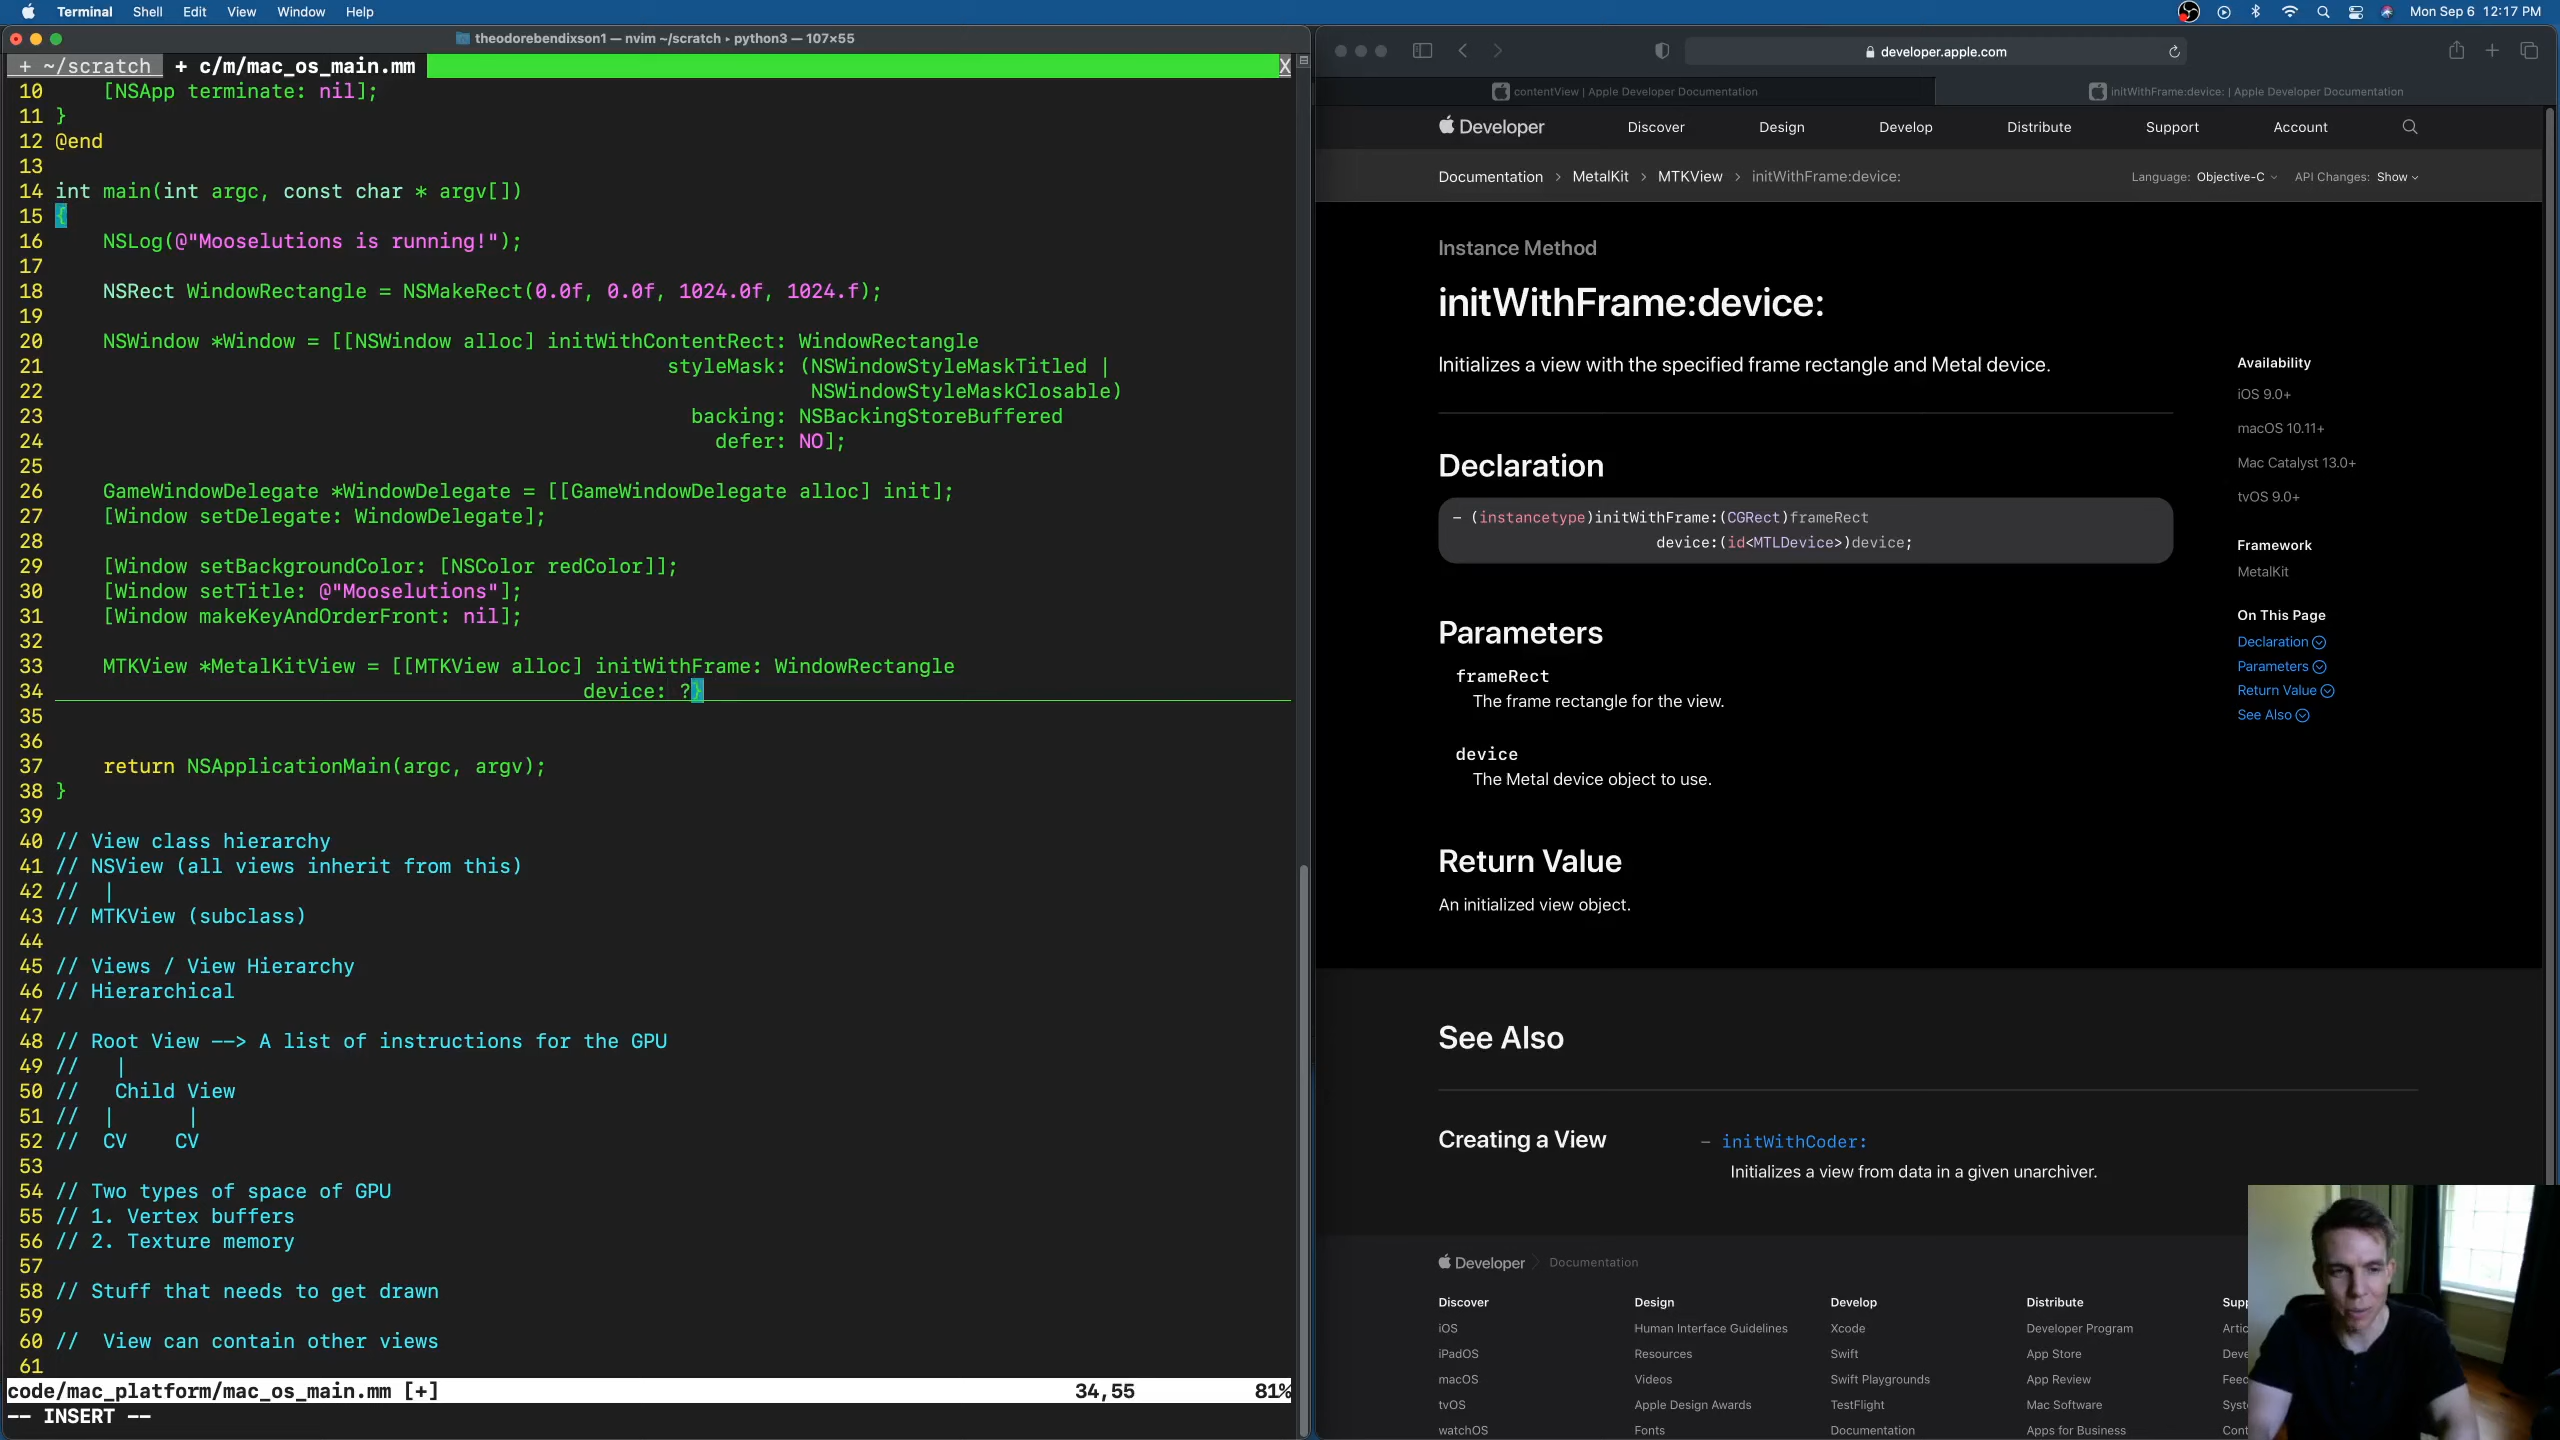 Terminal Shell Edit View Window Help
Mon Sep 6 12:17 PM
theodorebendixson1 — nvim ~/scratch ▸ python3 — 107×55
+ ~/scratch + c/m/mac_os_main.mm X
10 [NSApp terminate: nil];
11 }
12 @end
13
14 int main(int argc, const char * argv[])
15 {
16 NSLog(@"Mooselutions is running!");
17
18 NSRect WindowRectangle = NSMakeRect(0.0f, 0.0f, 1024.0f, 1024.f);
19
20 NSWindow *Window = [[NSWindow alloc] initWithContentRect: WindowRectangle
21 styleMask: (NSWindowStyleMaskTitled |
22 NSWindowStyleMaskClosable)
23 backing: NSBackingStoreBuffered
24 defer: NO];
25
26 GameWindowDelegate *WindowDelegate = [[GameWindowDelegate alloc] init];
27 [Window setDelegate: WindowDelegate];
28
29 [Window setBackgroundColor: [NSColor redColor]];
30 [Window setTitle: @"Mooselutions"];
31 [Window makeKeyAndOrderFront: nil];
32
33 MTKView *MetalKitView = [[MTKView alloc] initWithFrame: WindowRectangle
34 device: ?}
35
36
37 return NSApplicationMain(argc, argv);
38 }
39
40 // View class hierarchy
41 // NSView (all views inherit from this)
42 // |
43 // MTKView (subclass)
44
45 // Views / View Hierarchy
46 // Hierarchical
47
48 // Root View --> A list of instructions for the GPU
49 // |
50 // Child View
51 // | |
52 // CV CV
53
54 // Two types of space of GPU
55 // 1. Vertex buffers
56 // 2. Texture memory
57
58 // Stuff that needs to get drawn
59
60 // View can contain other views
61
code/mac_platform/mac_os_main.mm [+] 34,55 81%
-- INSERT --
developer.apple.com
contentView | Apple Developer Documentation
initWithFrame:device: | Apple Developer Documentation
Developer Discover Design Develop Distribute Support Account
Documentation > MetalKit > MTKView > initWithFrame:device:
Language: Objective-C API Changes: Show
Instance Method
initWithFrame:device:
Initializes a view with the specified frame rectangle and Metal device.
Declaration
- (instancetype)initWithFrame:(CGRect)frameRect
device:(id<MTLDevice>)device;
Parameters
frameRect
The frame rectangle for the view.
device
The Metal device object to use.
Return Value
An initialized view object.
Availability
iOS 9.0+
macOS 10.11+
Mac Catalyst 13.0+
tvOS 9.0+
Framework
MetalKit
On This Page
Declaration
Parameters
Return Value
See Also
See Also
Creating a View
- initWithCoder:
Initializes a view from data in a given unarchiver.
Developer Documentation
Discover
iOS
iPadOS
macOS
tvOS
watchOS
Design
Human Interface Guidelines
Resources
Videos
Apple Design Awards
Fonts
Develop
Xcode
Swift
Swift Playgrounds
TestFlight
Documentation
Distribute
Developer Program
App Store
App Review
Mac Software
Apps for Business